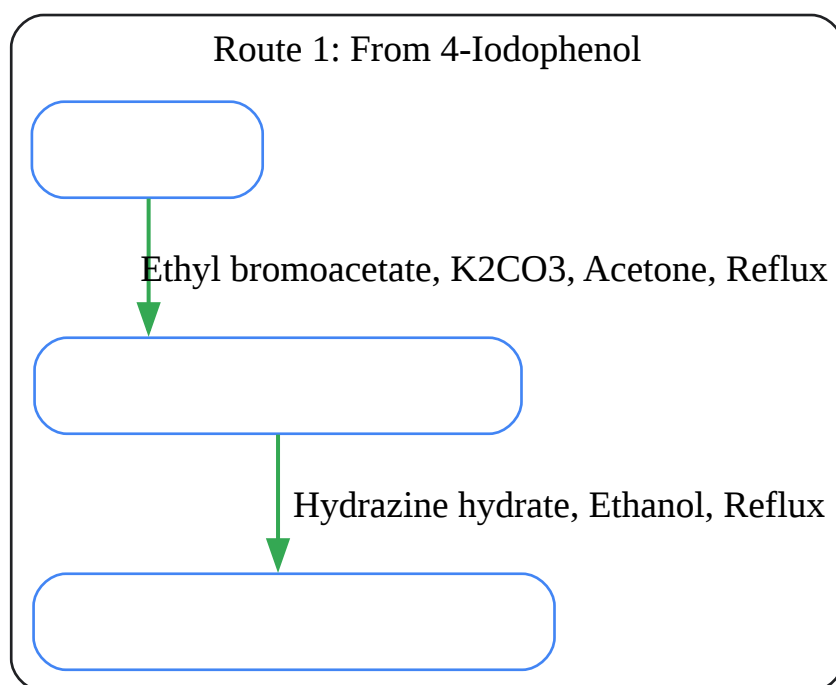 Route 1: From 4-Iodophenol
Ethyl bromoacetate, K2CO3, Acetone, Reflux
Hydrazine hydrate, Ethanol, Reflux